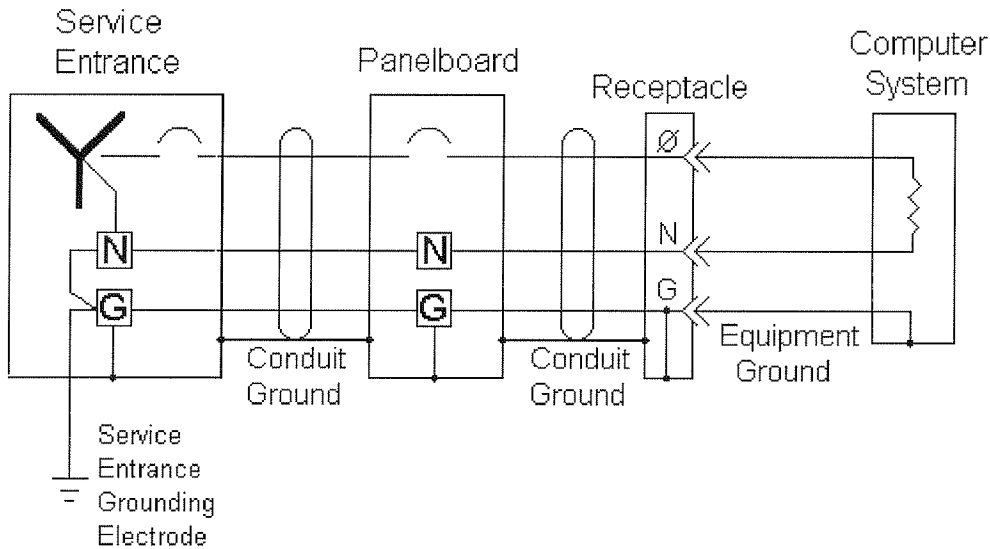 Service
Entrance
Panelboard
Receptacle
Computer
System
Ø
N
N
N
G
G
G
Conduit
Ground
Conduit
Ground
Equipment
Ground
Service
Entrance
Grounding
Electrode